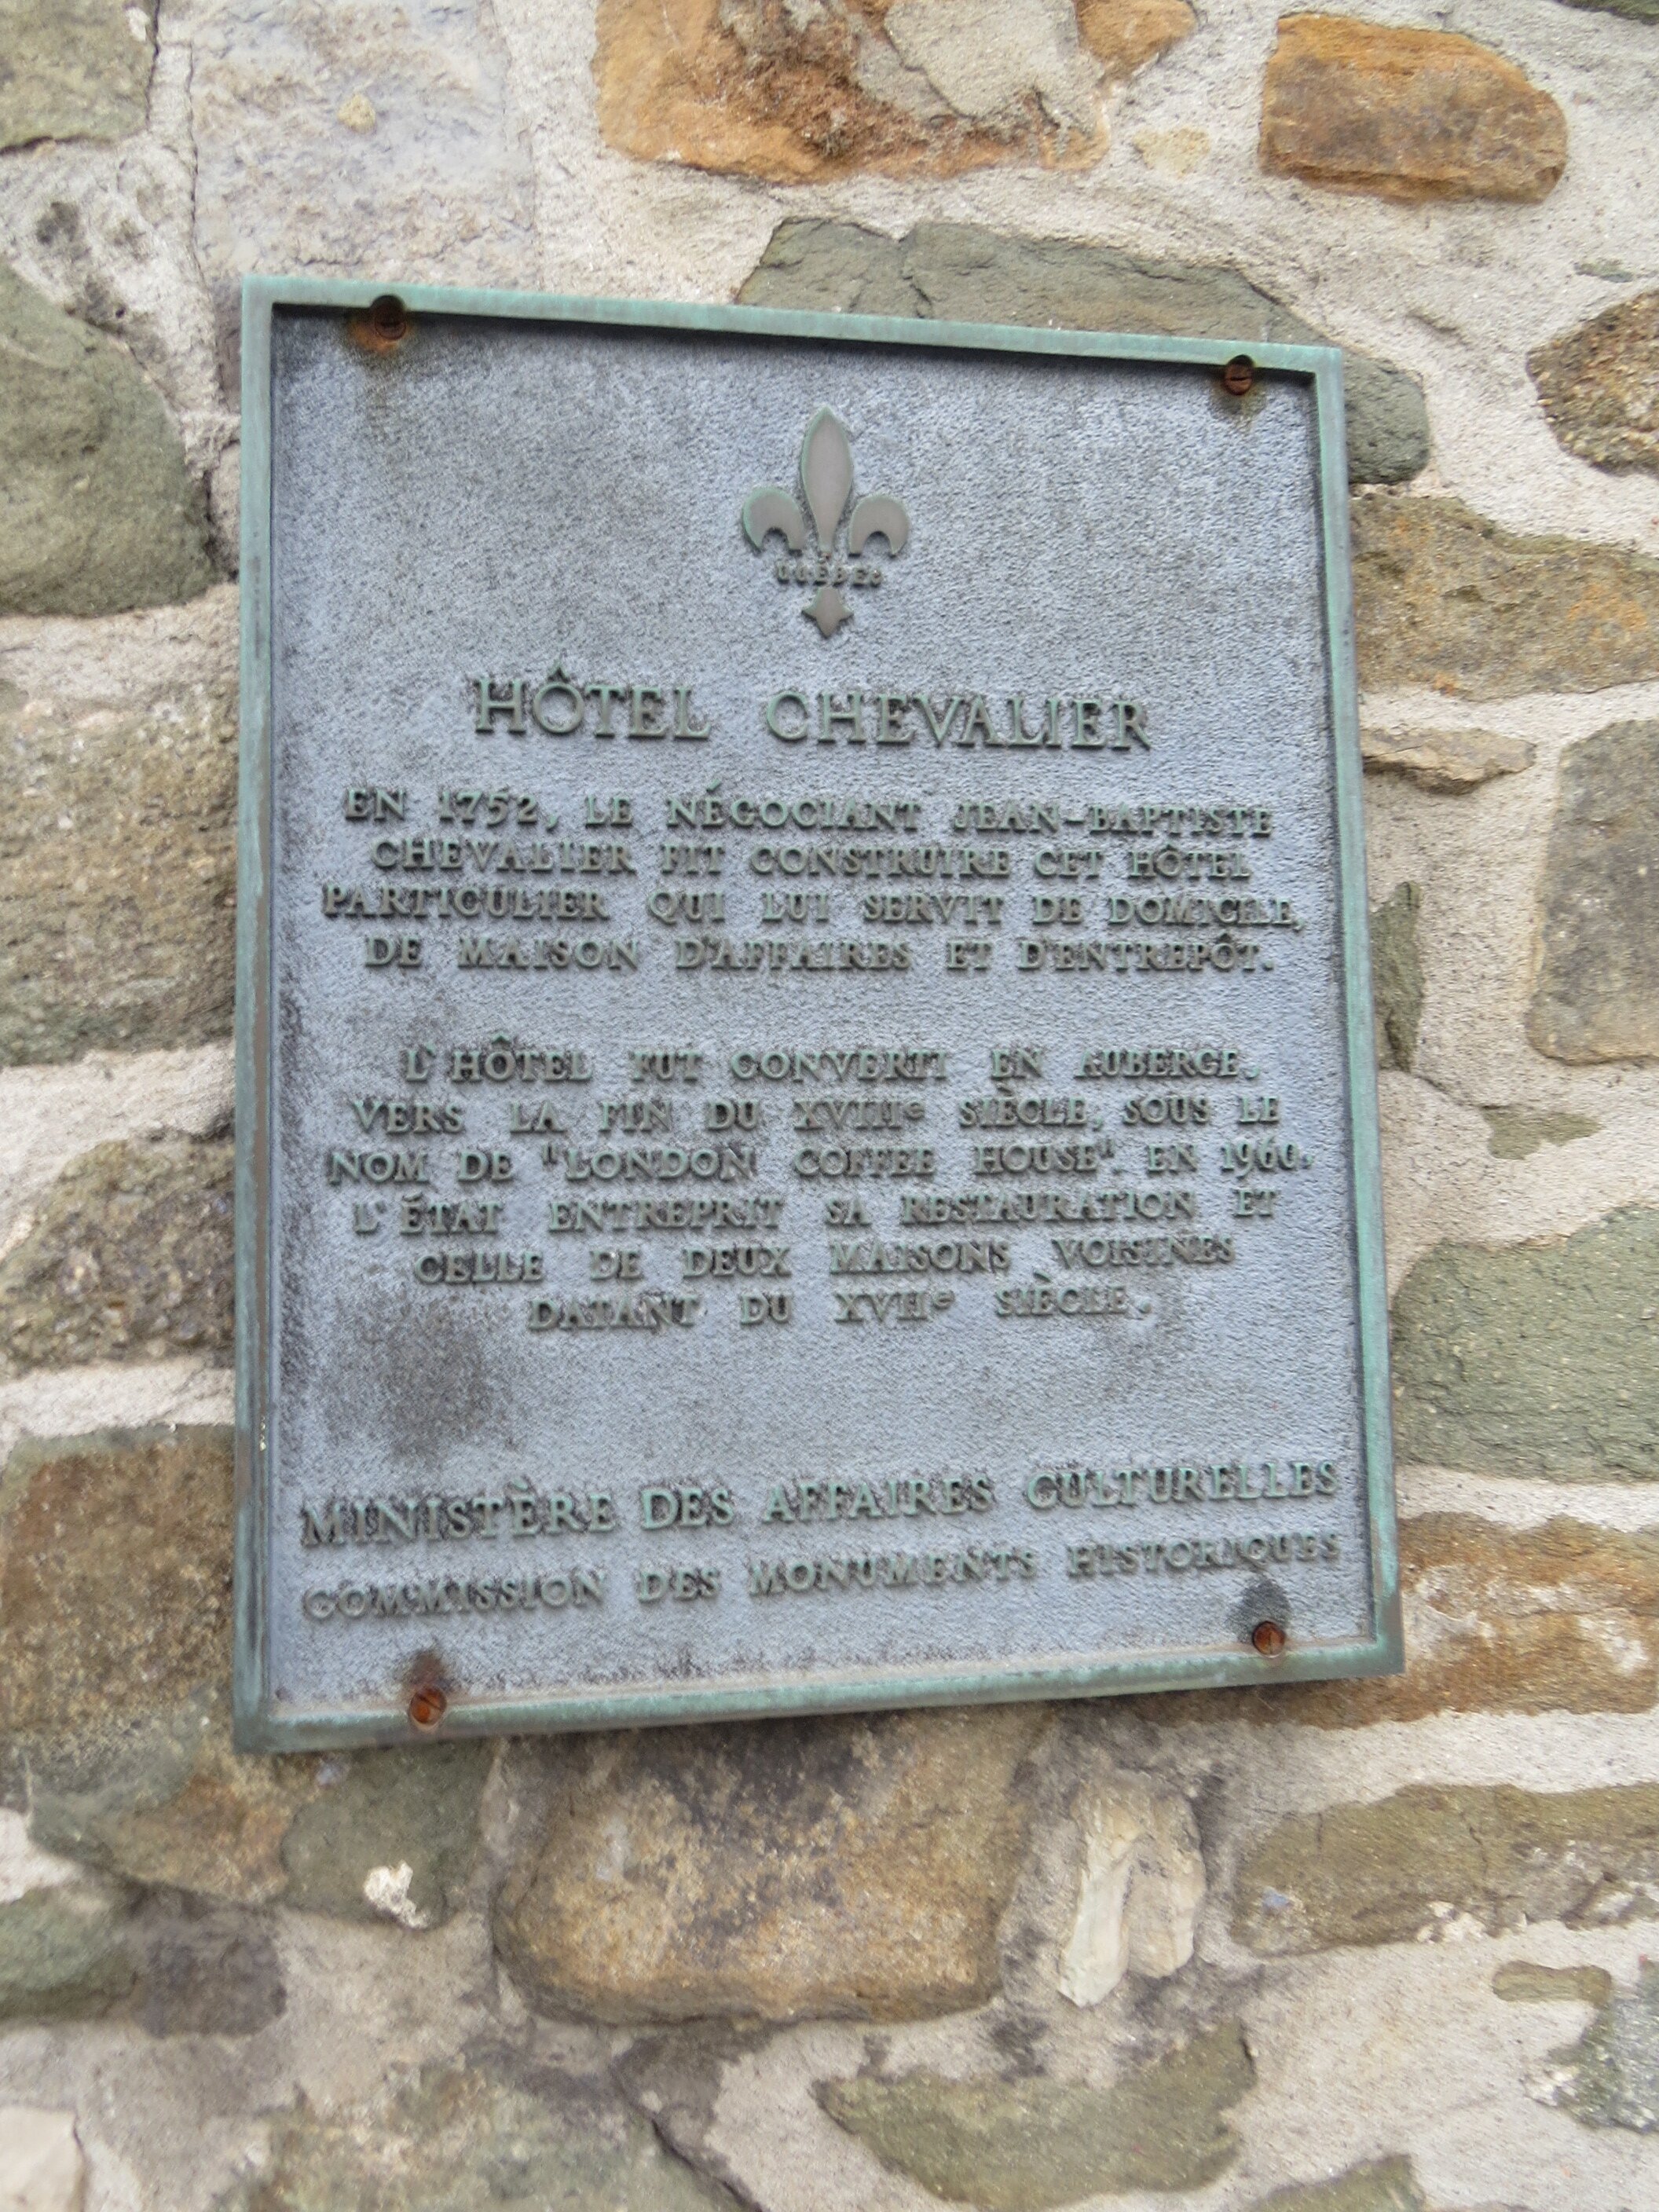 QUÉBEC
HÔTEL CHEVALIER
EN 1752, LE NÉGOCIANT JEAN-BAPTISTE
CHEVALIER FIT CONSTRUIRE CET HÔTEL
PARTICULIER QUI LUI SERVIT DE DOMICILE,
DE MAISON D'AFFAIRES ET D'ENTREPÔT.
L'HÔTEL FUT CONVERTI EN AUBERGE,
VERS LA FIN DU XVIIIe SIÈCLE, SOUS LE
NOM DE "LONDON COFFEE HOUSE". EN 1960,
L'ÉTAT ENTREPRIT SA RESTAURATION ET
CELLE DE DEUX MAISONS VOISINES
DATANT DU XVIIe SIÈCLE.
MINISTÈRE DES AFFAIRES CULTURELLES
COMMISSION DES MONUMENTS HISTORIQUES